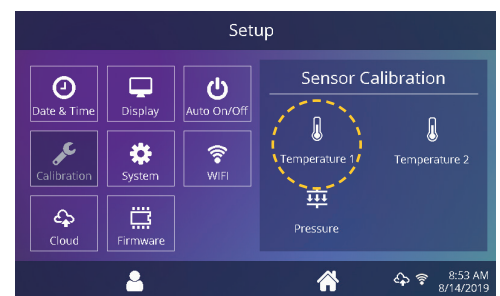 Setup
Date & Time
Display
Auto On/Off
Calibration
System
WIFI
Cloud
Firmware
Sensor Calibration
Temperature 1
Temperature 2
Pressure
8:53 AM
8/14/2019